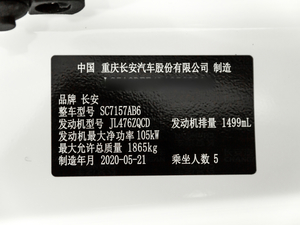 中国 重庆长安汽车股份有限公司 制造
品牌 长安
整车型号 SC7157AB6
发动机型号 JL476ZQCD 发动机排量 1499mL
发动机最大净功率 105kW
最大允许总质量 1865kg
制造年月 2020-05-21 乘坐人数 5